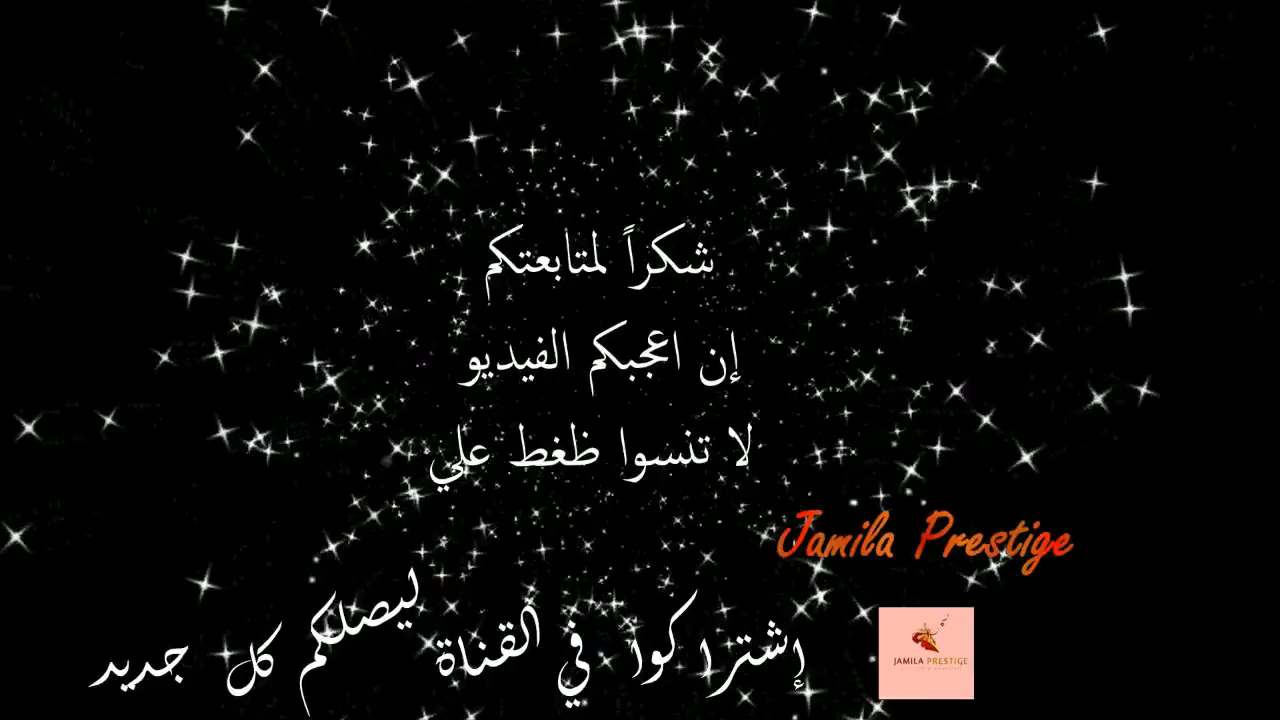 شكراً لمتابعتكم
إن اعجبكم الفيديو
لا تنسوا ظغط علي
Jamila Prestige
إشتراكوا في القناة ليصلكم كل جديد
JAMILA PRESTIGE